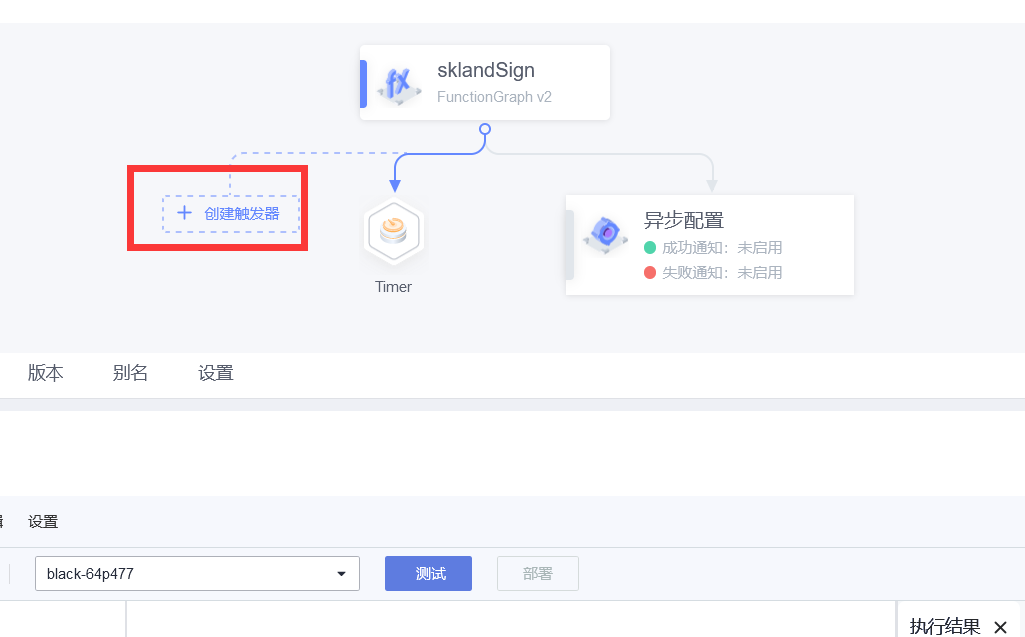 sklandSign
FunctionGraph v2
创建触发器
异步配置
成功通知：未启用
失败通知：未启用
Timer
版本 别名 设置
设置
black-64p477 测试 部署
执行结果